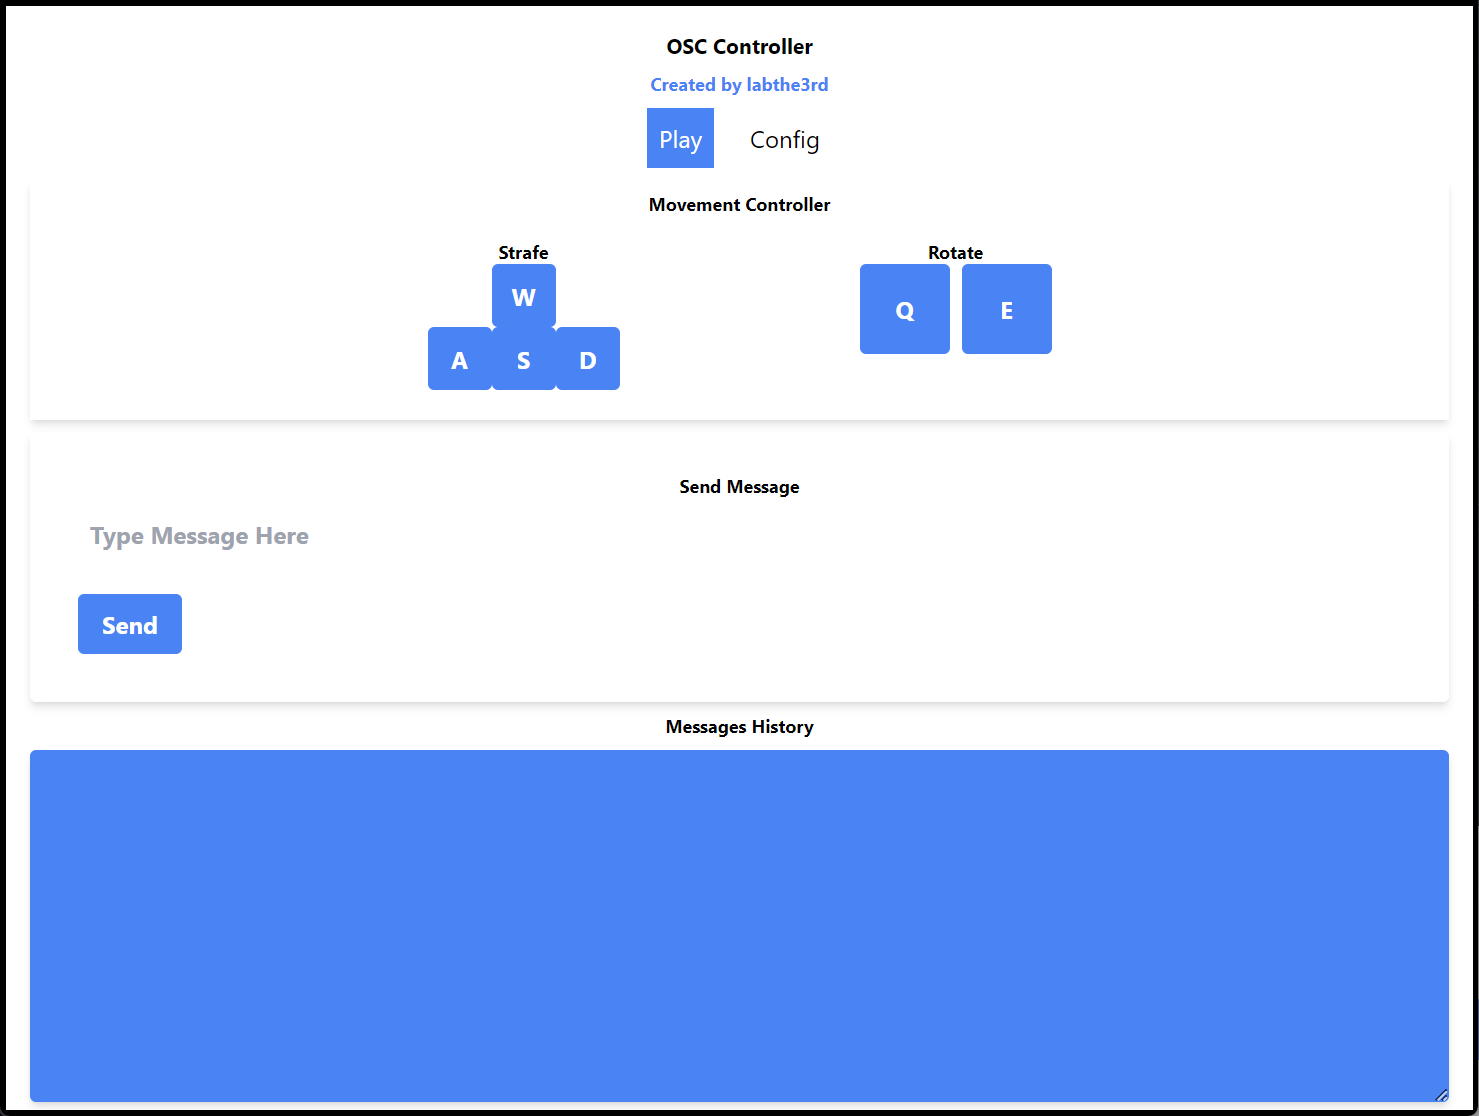 OSC Controller
Created by labthe3rd
Play Config
Movement Controller
Strafe Rotate
W
Q E
A S D
Send Message
Type Message Here
Send
Messages History